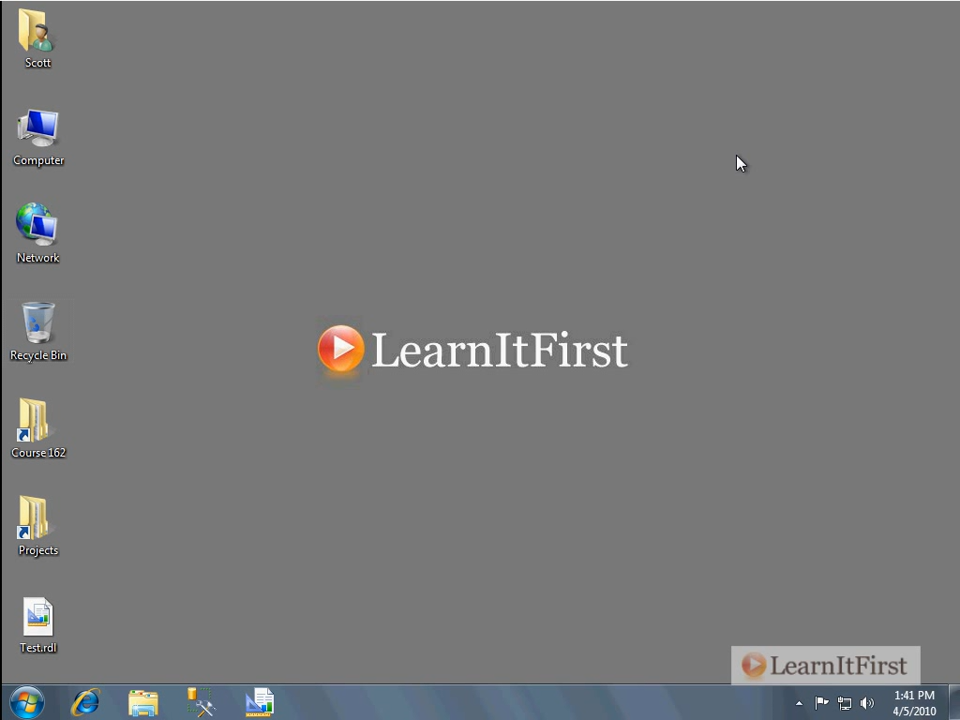 Scott
Computer
Network
Recycle Bin
LearnItFirst
Course 162
Projects
Test.rdl
LearnItFirst
1:41 PM
4/5/2010